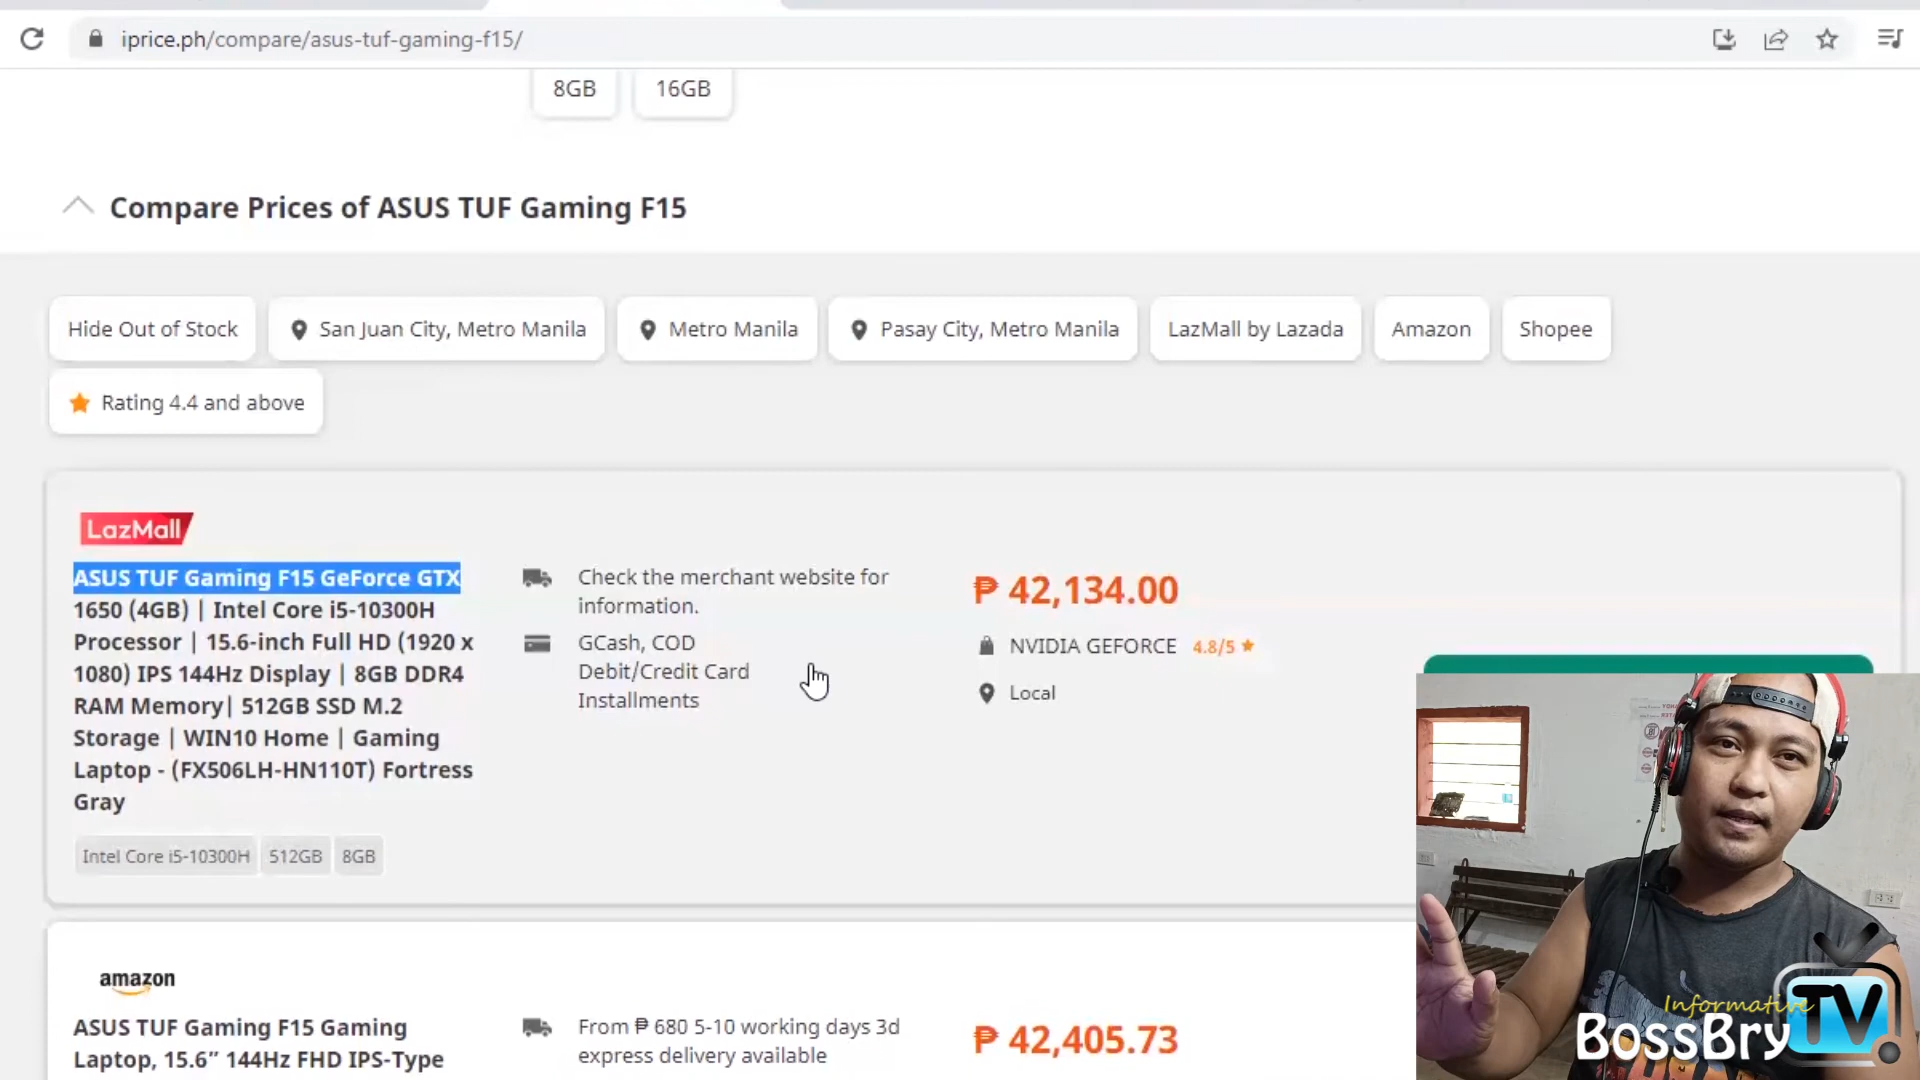 iprice.ph/compare/asus-tuf-gaming-f15/
8GB 16GB
Compare Prices of ASUS TUF Gaming F15
Hide Out of Stock San Juan City, Metro Manila Metro Manila Pasay City, Metro Manila LazMall by Lazada Amazon Shopee
Rating 4.4 and above
LazMall
ASUS TUF Gaming F15 GeForce GTX
1650 (4GB) | Intel Core i5-10300H
Processor | 15.6-inch Full HD (1920 x
1080) IPS 144Hz Display | 8GB DDR4
RAM Memory| 512GB SSD M.2
Storage | WIN10 Home | Gaming
Laptop - (FX506LH-HN110T) Fortress
Gray
Intel Core i5-10300H 512GB 8GB
Check the merchant website for
information.
GCash, COD
Debit/Credit Card
Installments
₱ 42,134.00
NVIDIA GEFORCE 4.8/5
Local
amazon
ASUS TUF Gaming F15 Gaming
Laptop, 15.6” 144Hz FHD IPS-Type
From ₱ 680 5-10 working days 3d
express delivery available
₱ 42,405.73
Informative
BossBry TV